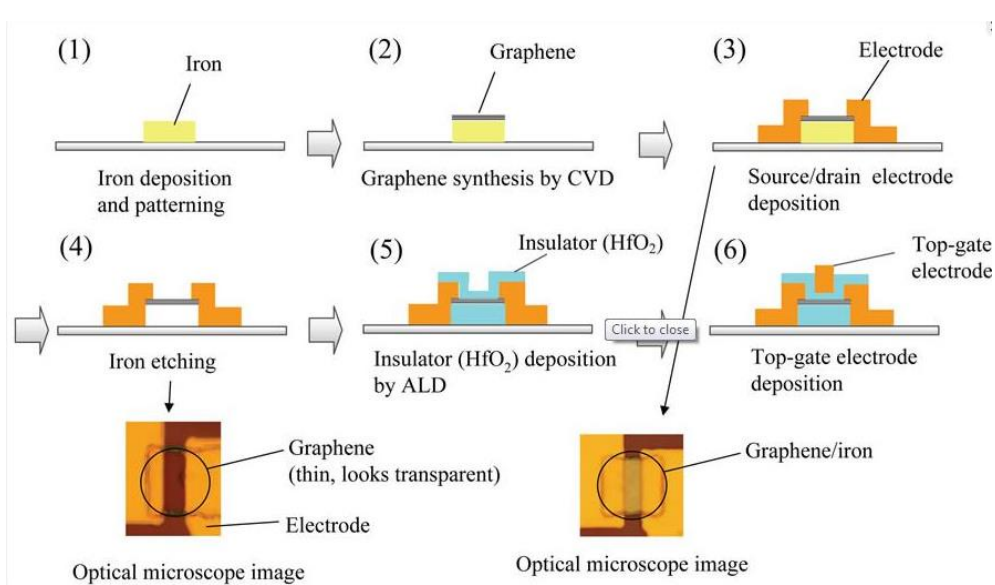 (1)
Iron
Iron deposition
and patterning
(2)
Graphene
Graphene synthesis by CVD
(3)
Electrode
Source/drain electrode
deposition
(4)
Iron etching
(5)
Insulator (HfO₂)
Insulator (HfO₂) deposition
by ALD
Click to close
(6)
Top-gate
electrode
Top-gate electrode
deposition
Graphene
(thin, looks transparent)
Electrode
Optical microscope image
Graphene/iron
Optical microscope image